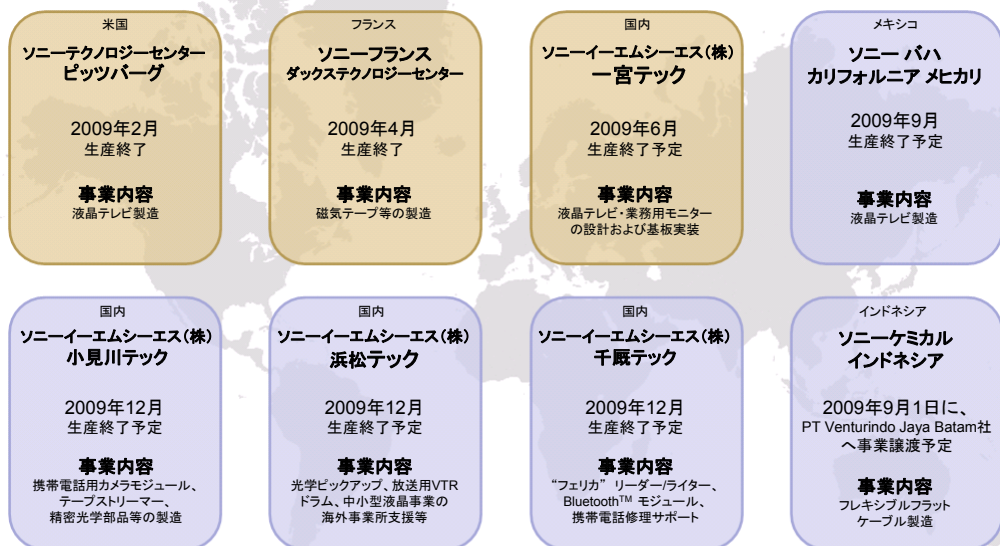 米国
ソニーテクノロジーセンター
ピッツバーグ
2009年2月
生産終了
事業内容
液晶テレビ製造
フランス
ソニーフランス
ダックステクノロジーセンター
2009年4月
生産終了
事業内容
磁気テープ等の製造
国内
ソニーイーエムシーエス(株)
一宮テック
2009年6月
生産終了予定
事業内容
液晶テレビ・業務用モニター
の設計および基板実装
メキシコ
ソニー バハ
カリフォルニア メヒカリ
2009年9月
生産終了予定
事業内容
液晶テレビ製造
国内
ソニーイーエムシーエス(株)
小見川テック
2009年12月
生産終了予定
事業内容
携帯電話用カメラモジュール、
テープストリーマー、
精密光学部品等の製造
国内
ソニーイーエムシーエス(株)
浜松テック
2009年12月
生産終了予定
事業内容
光学ピックアップ、放送用VTR
ドラム、中小型液晶事業の
海外事業所支援等
国内
ソニーイーエムシーエス(株)
千厩テック
2009年12月
生産終了予定
事業内容
“フェリカ” リーダー/ライター、
Bluetooth™ モジュール、
携帯電話修理サポート
インドネシア
ソニーケミカル
インドネシア
2009年9月1日に、
PT Venturindo Jaya Batam社
へ事業譲渡予定
事業内容
フレキシブルフラット
ケーブル製造